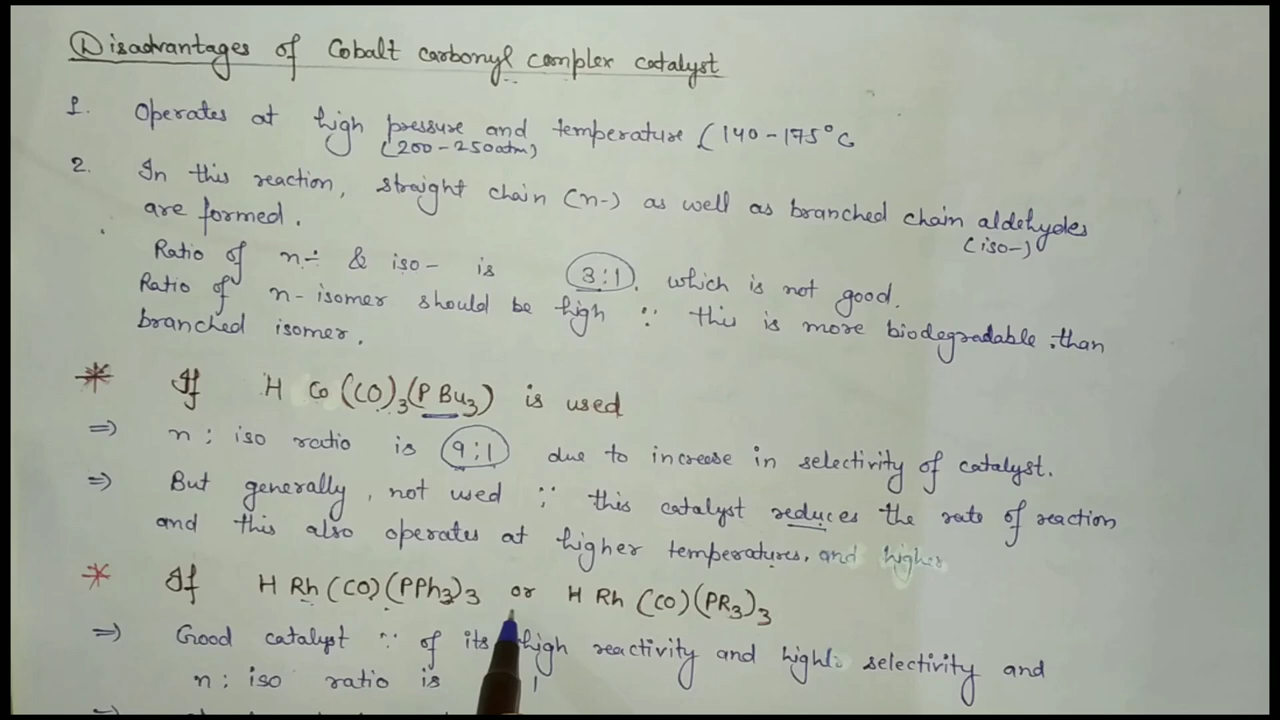 Disadvantages of Cobalt carbonyl complex catalyst
1. Operates at high pressure and temperature (140-175°C
(200-250atm)
2. In this reaction, straight chain (n-) as well as branched chain aldehydes
(iso-)
are formed.
Ratio of n- & iso- is 3:1, which is not good.
Ratio of n-isomer should be high ∵ this is more biodegradable than
branched isomer.
* If H Co(CO)₃(PBu₃) is used
⇒ n : iso ratio is 9:1 due to increase in selectivity of catalyst.
⇒ But generally, not used ∵ this catalyst reduces the rate of reaction
and this also operates at higher temperatures, and higher
* If H Rh(CO)(PPh₃)₃ or H Rh(CO)(PR₃)₃
⇒ Good catalyst ∵ of its high reactivity and high selectivity and
n : iso ratio is